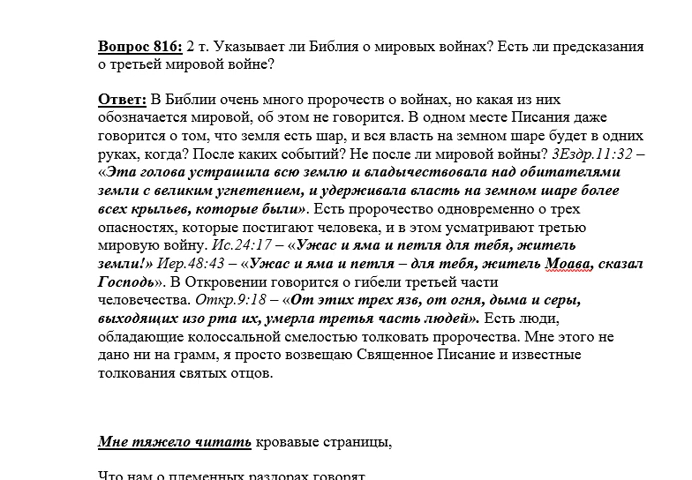 Вопрос 816: 2 т. Указывает ли Библия о мировых войнах? Есть ли предсказания
о третьей мировой войне?
Ответ: В Библии очень много пророчеств о войнах, но какая из них
обозначается мировой, об этом не говорится. В одном месте Писания даже
говорится о том, что земля есть шар, и вся власть на земном шаре будет в одних
руках, когда? После каких событий? Не после ли мировой войны? 3Ездр.11:32 –
«Эта голова устрашила всю землю и владычествовала над обитателями
земли с великим угнетением, и удерживала власть на земном шаре более
всех крыльев, которые были». Есть пророчество одновременно о трех
опасностях, которые постигают человека, и в этом усматривают третью
мировую войну. Ис.24:17 – «Ужас и яма и петля для тебя, житель
земли!» Иер.48:43 – «Ужас и яма и петля – для тебя, житель Моава, сказал
Господь». В Откровении говорится о гибели третьей части
человечества. Откр.9:18 – «От этих трех язв, от огня, дыма и серы,
выходящих изо рта их, умерла третья часть людей». Есть люди,
обладающие колоссальной смелостью толковать пророчества. Мне этого не
дано ни на грамм, я просто возвещаю Священное Писание и известные
толкования святых отцов.
Мне тяжело читать кровавые страницы,
Что нам о племенных раздорах говорят